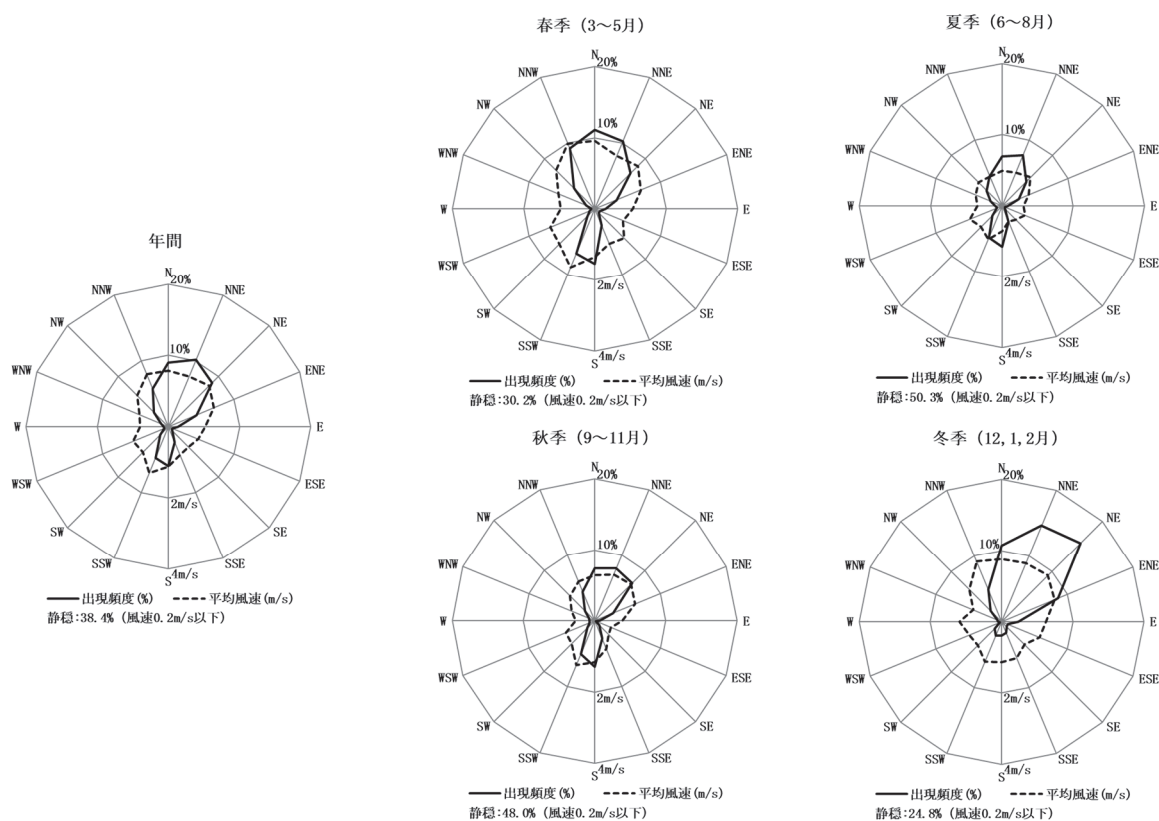 年間
N
20%
NNW
NNE
NW
NE
10%
WNW
ENE
W
E
WSW
ESE
2m/s
SW
SE
SSW
SSE
S
4m/s
出現頻度(%)
平均風速(m/s)
静穏:38.4% (風速0.2m/s以下)
春季 (3～5月)
N
20%
NNW
NNE
NW
NE
10%
WNW
ENE
W
E
WSW
ESE
2m/s
SW
SE
SSW
SSE
S
4m/s
出現頻度(%)
平均風速(m/s)
静穏:30.2% (風速0.2m/s以下)
夏季 (6～8月)
N
20%
NNW
NNE
NW
NE
10%
WNW
ENE
W
E
WSW
ESE
2m/s
SW
SE
SSW
SSE
S
4m/s
出現頻度(%)
平均風速(m/s)
静穏:50.3% (風速0.2m/s以下)
秋季 (9～11月)
N
20%
NNW
NNE
NW
NE
10%
WNW
ENE
W
E
WSW
ESE
2m/s
SW
SE
SSW
SSE
S
4m/s
出現頻度(%)
平均風速(m/s)
静穏:48.0% (風速0.2m/s以下)
冬季 (12,1,2月)
N
20%
NNW
NNE
NW
NE
10%
WNW
ENE
W
E
WSW
ESE
2m/s
SW
SE
SSW
SSE
S
4m/s
出現頻度(%)
平均風速(m/s)
静穏:24.8% (風速0.2m/s以下)